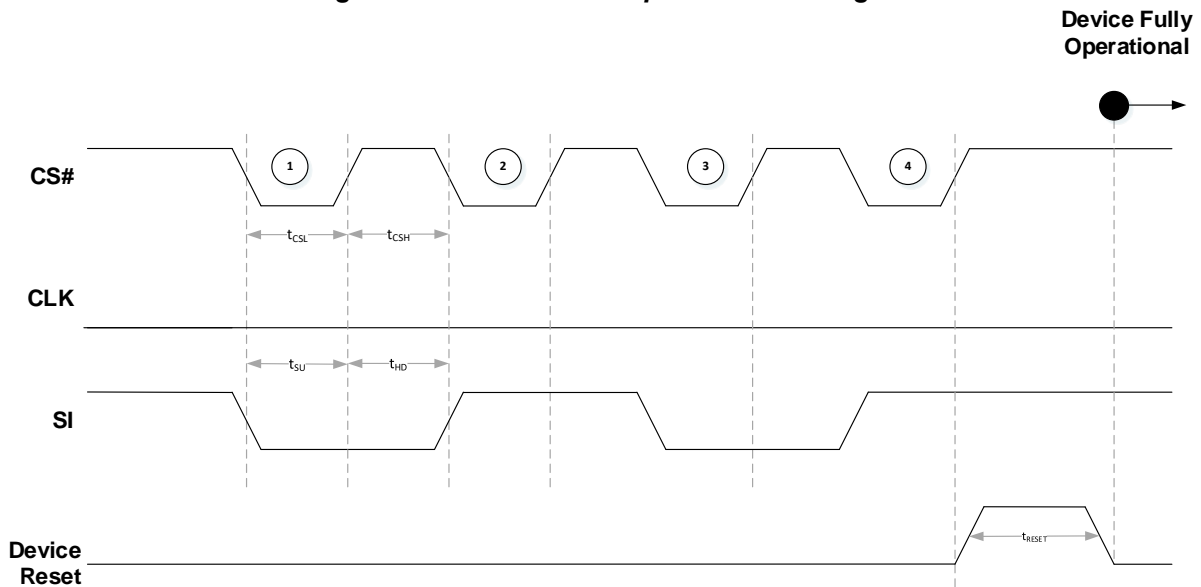 Device Fully
Operational
CS#
1
2
3
4
tCSL
tCSH
CLK
tSU
tHD
SI
Device
Reset
tRESET